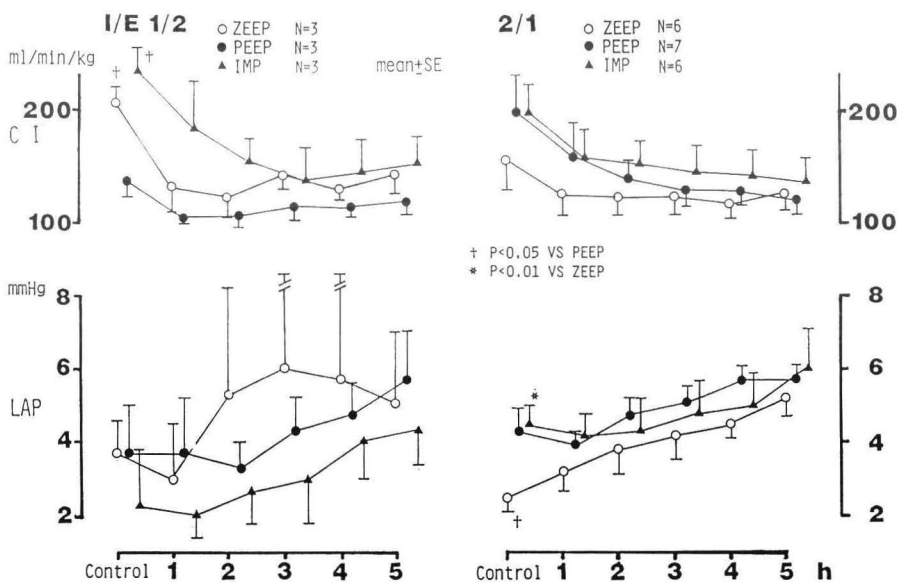 I/E 1/2
○ ZEEP N=3
● PEEP N=3
▲ IMP N=3
mean±SE
2/1
○ ZEEP N=6
● PEEP N=7
▲ IMP N=6
ml/min/kg
† †
200
C I
100
200
100
† P<0.05 VS PEEP
* P<0.01 VS ZEEP
mmHg
8
6
LAP
4
2
*
†
8
6
4
2
Control 1 2 3 4 5
Control 1 2 3 4 5 h